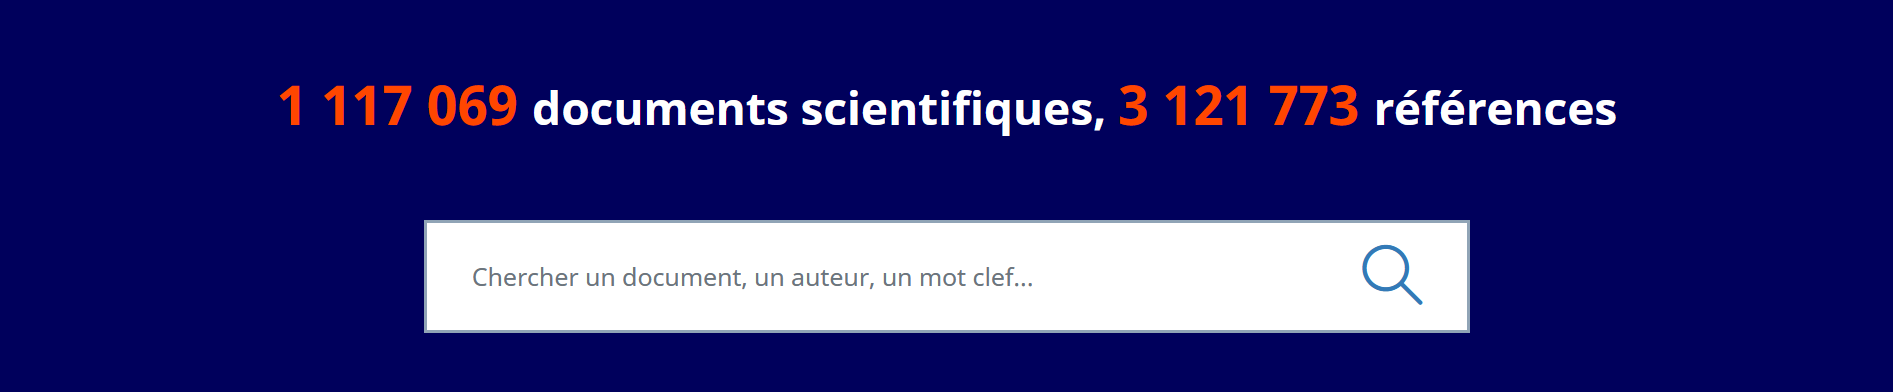 1 117 069 documents scientifiques, 3 121 773 références
Chercher un document, un auteur, un mot clef...